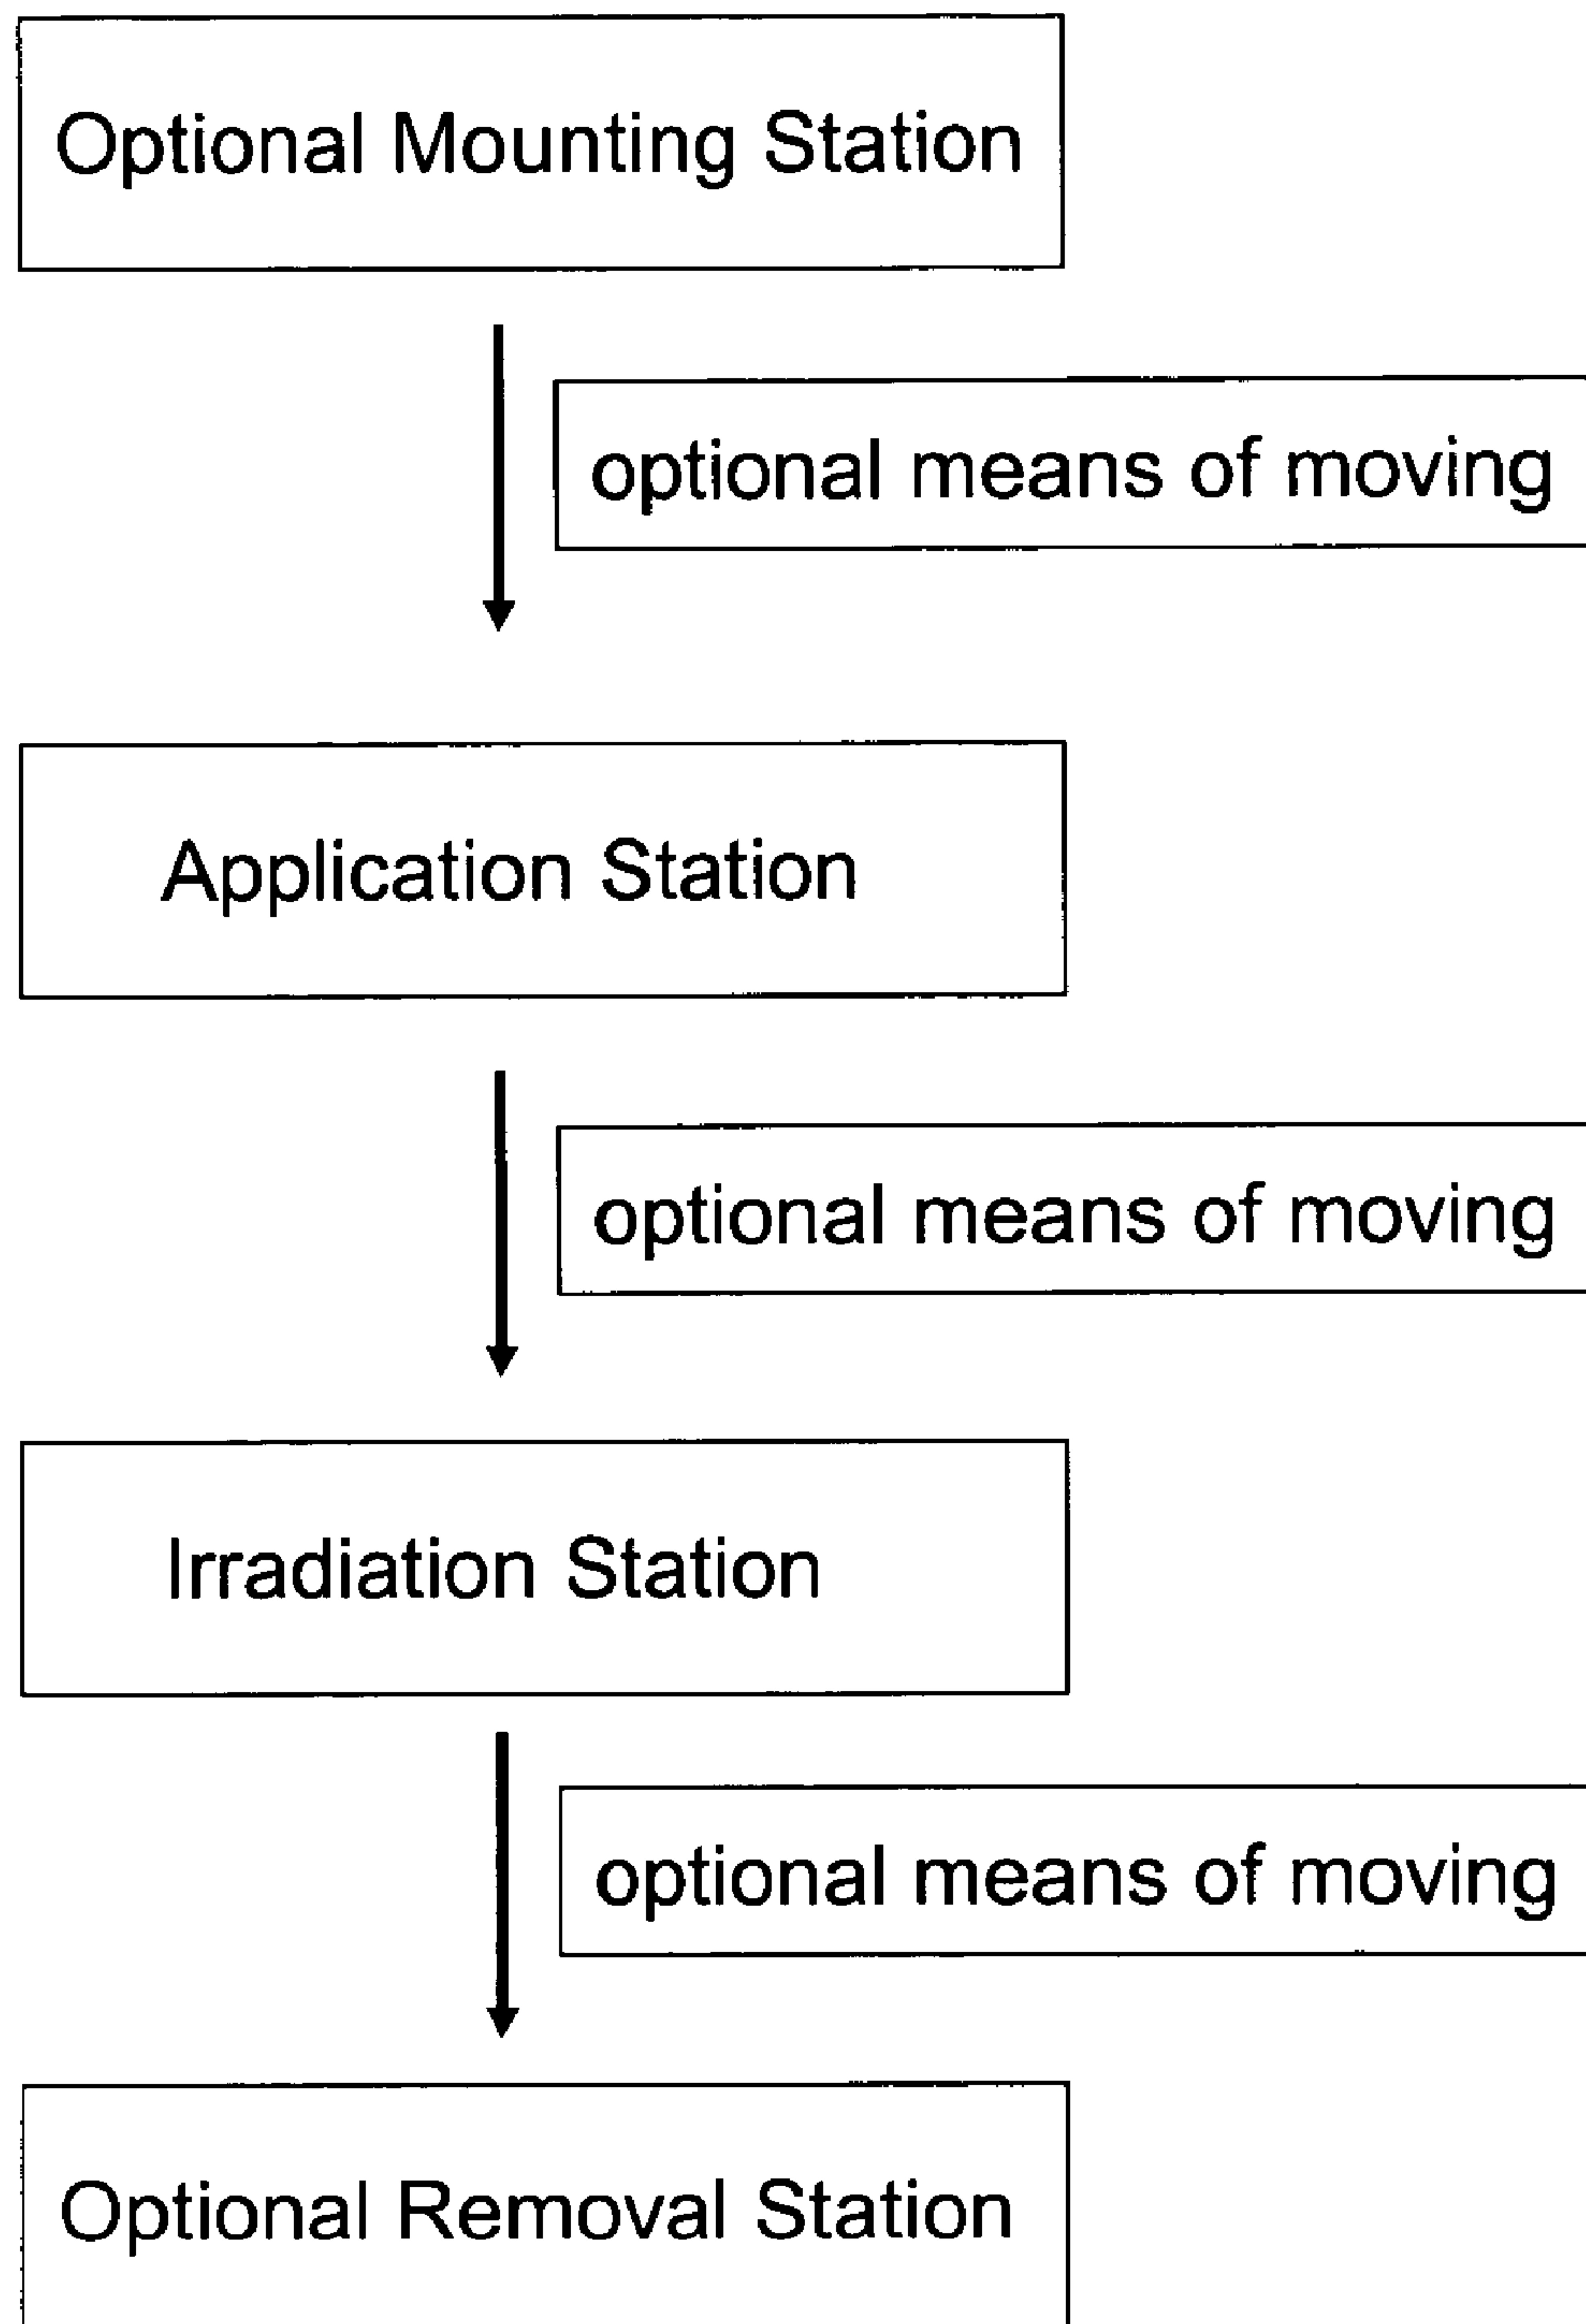 Optional Mounting Station
optional means of moving
Application Station
optional means of moving
Irradiation Station
optional means of moving
Optional Removal Station